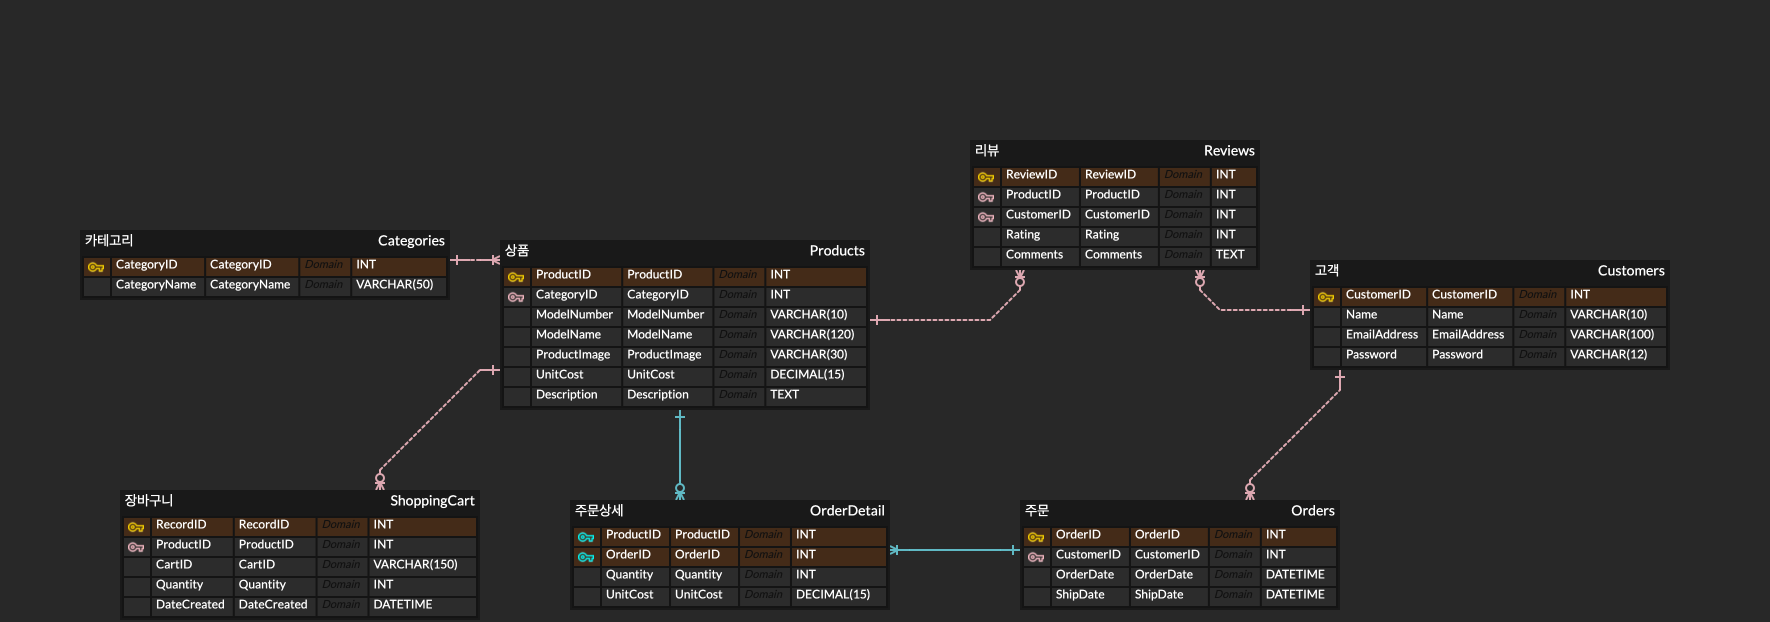 카테고리 Categories
CategoryID CategoryID Domain INT
CategoryName CategoryName Domain VARCHAR(50)
상품 Products
ProductID ProductID Domain INT
CategoryID CategoryID Domain INT
ModelNumber ModelNumber Domain VARCHAR(10)
ModelName ModelName Domain VARCHAR(120)
ProductImage ProductImage Domain VARCHAR(30)
UnitCost UnitCost Domain DECIMAL(15)
Description Description Domain TEXT
리뷰 Reviews
ReviewID ReviewID Domain INT
ProductID ProductID Domain INT
CustomerID CustomerID Domain INT
Rating Rating Domain INT
Comments Comments Domain TEXT
고객 Customers
CustomerID CustomerID Domain INT
Name Name Domain VARCHAR(10)
EmailAddress EmailAddress Domain VARCHAR(100)
Password Password Domain VARCHAR(12)
장바구니 ShoppingCart
RecordID RecordID Domain INT
ProductID ProductID Domain INT
CartID CartID Domain VARCHAR(150)
Quantity Quantity Domain INT
DateCreated DateCreated Domain DATETIME
주문상세 OrderDetail
ProductID ProductID Domain INT
OrderID OrderID Domain INT
Quantity Quantity Domain INT
UnitCost UnitCost Domain DECIMAL(15)
주문 Orders
OrderID OrderID Domain INT
CustomerID CustomerID Domain INT
OrderDate OrderDate Domain DATETIME
ShipDate ShipDate Domain DATETIME